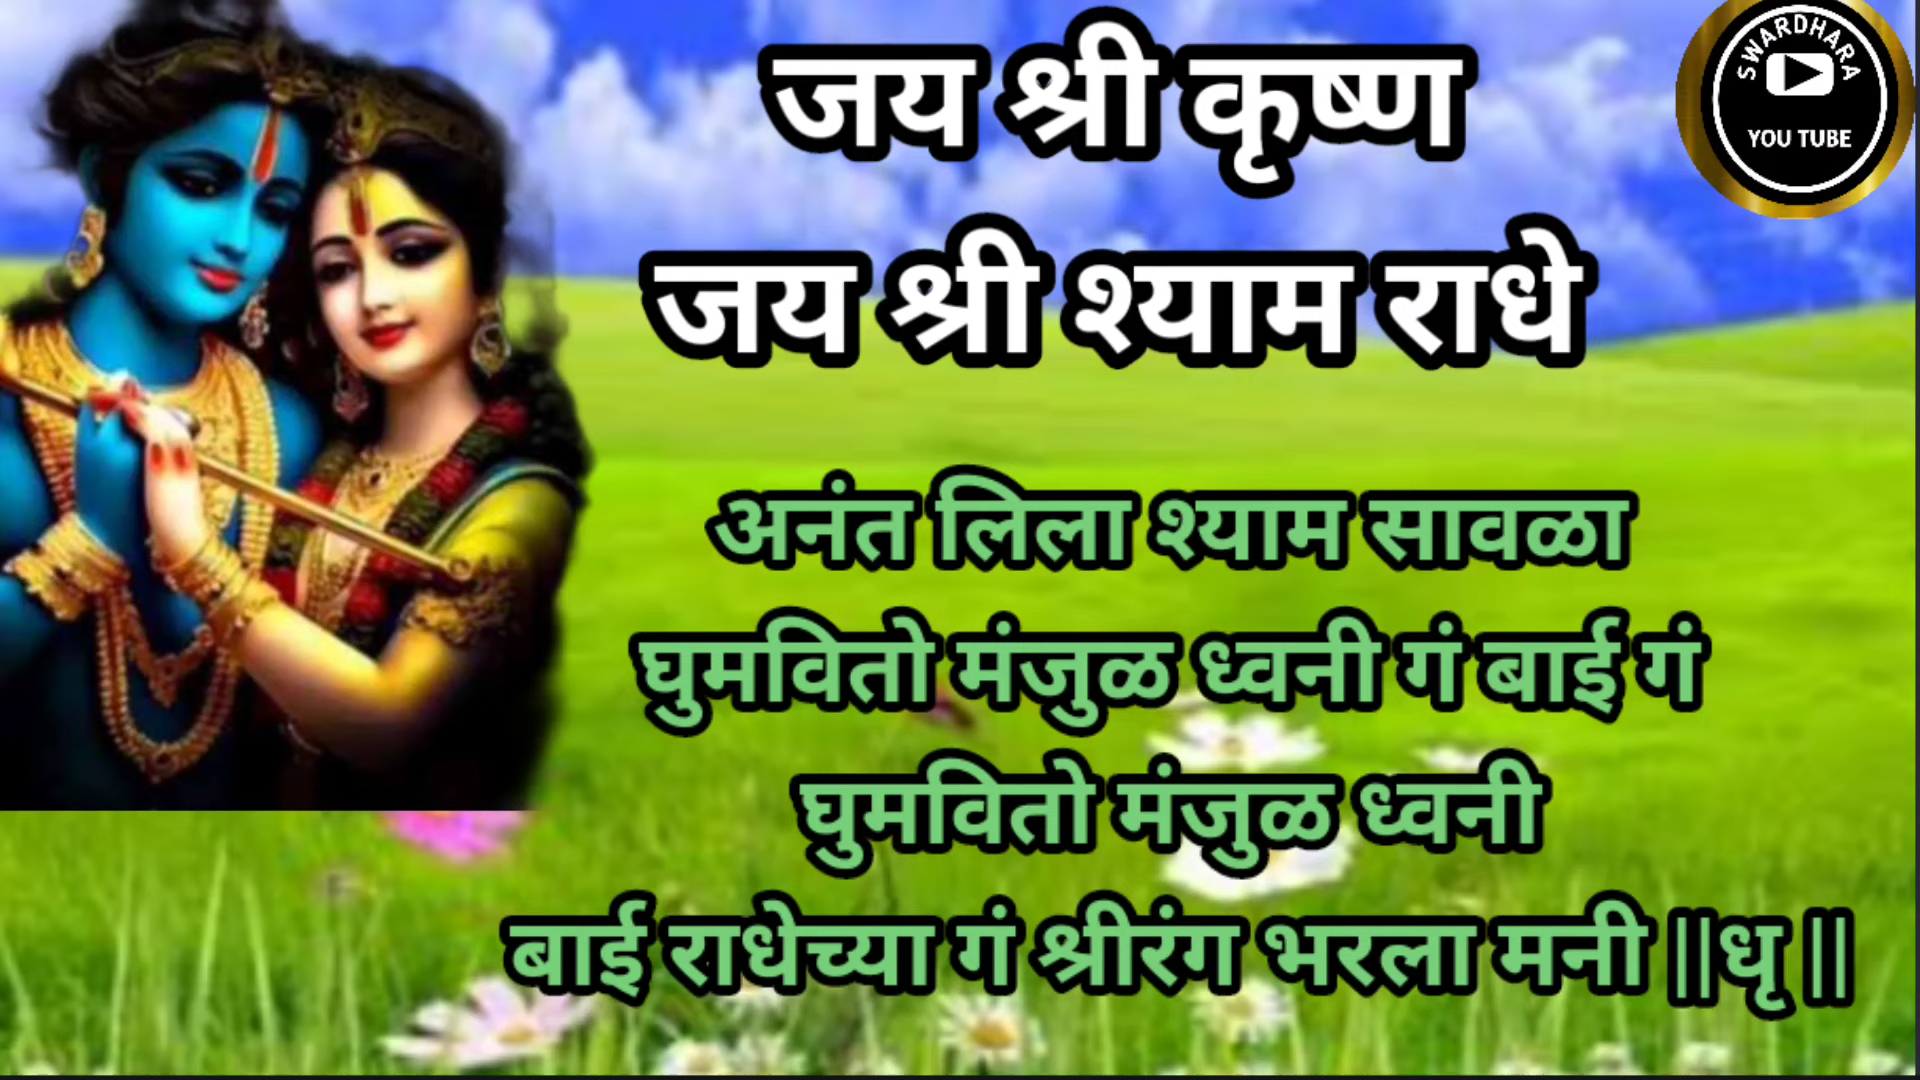 जय श्री कृष्ण
जय श्री श्याम राधे
अनंत लिला श्याम सावळा
घुमवितो मंजुळ ध्वनी गं बाई गं
घुमवितो मंजुळ ध्वनी
बाई राधेच्या गं श्रीरंग भरला मनी ||धृ ||
SWARDHARA
YOU TUBE